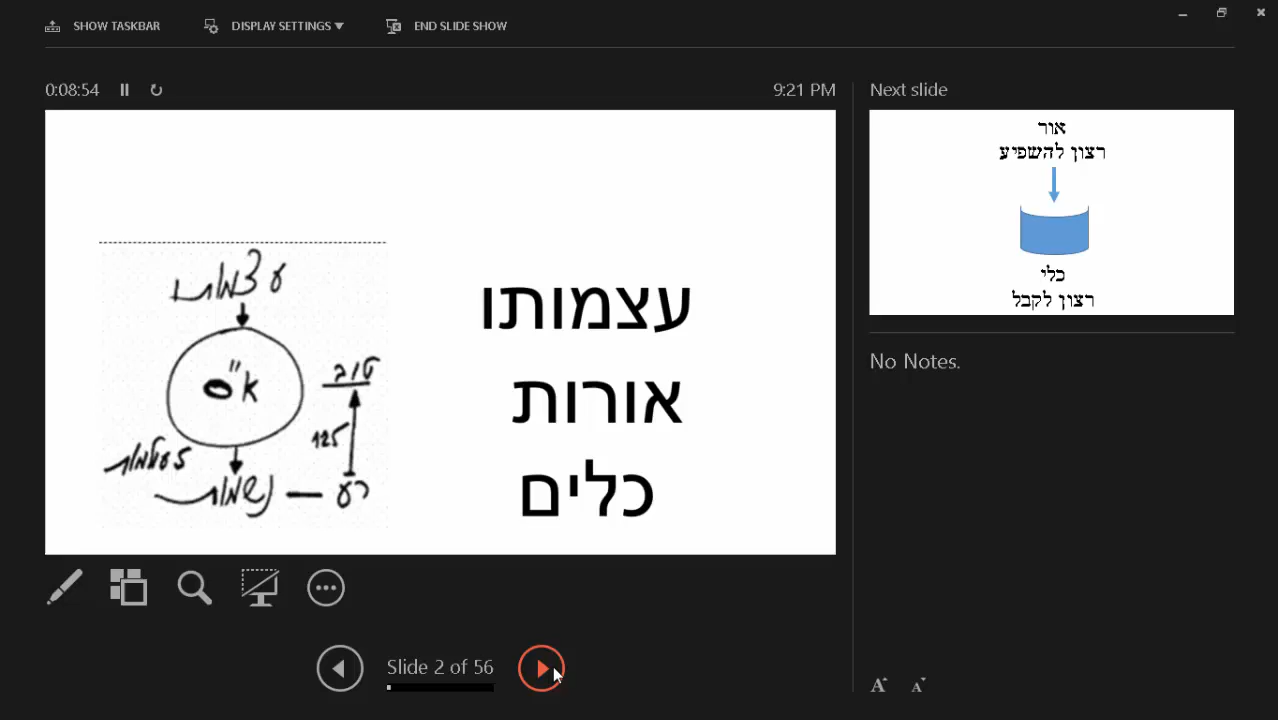 SHOW TASKBAR
DISPLAY SETTINGS
END SLIDE SHOW
0:08:54
9:21 PM
Next slide
עצמותו
א"ס
טוב
125
5 עולמות
נשמות — רע
עצמותו
אורות
כלים
אור
רצון להשפיע
כלי
רצון לקבל
No Notes.
Slide 2 of 56
A A